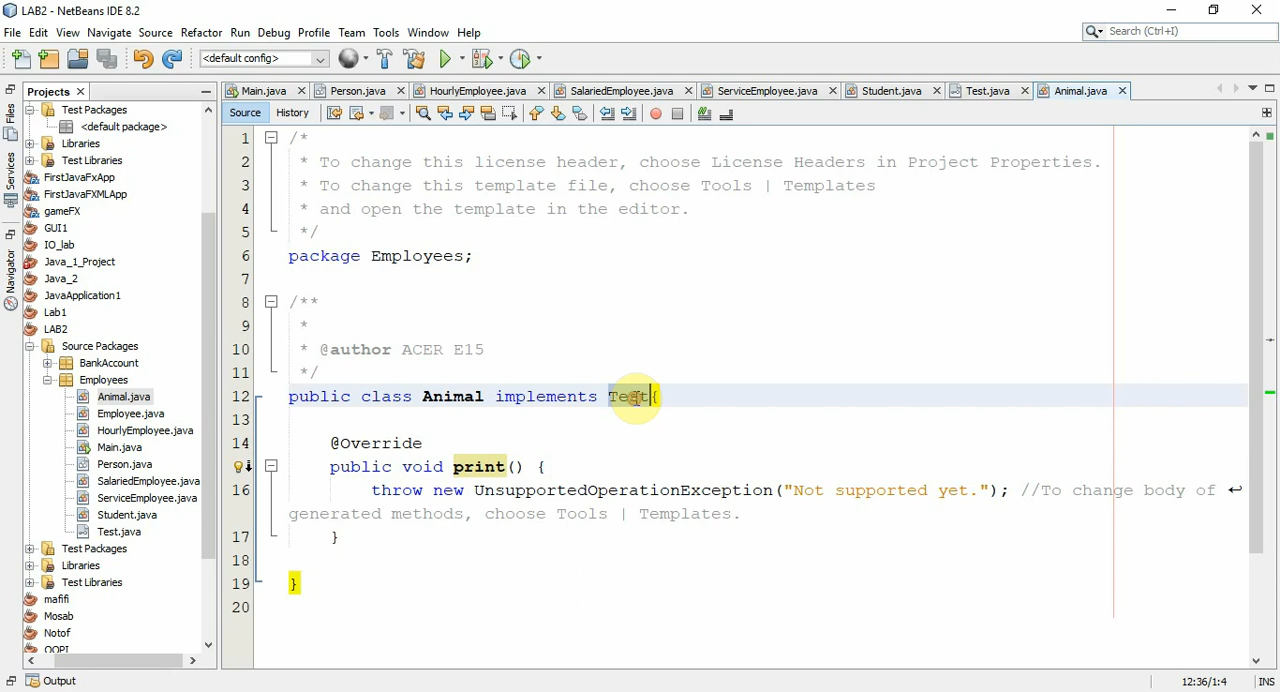 LAB2 - NetBeans IDE 8.2
File Edit View Navigate Source Refactor Run Debug Profile Team Tools Window Help
Search (Ctrl+I)
<default config>
Projects
Main.java Person.java HourlyEmployee.java SalariedEmployee.java ServiceEmployee.java Student.java Test.java Animal.java
Source History
Files
Services
Navigator
Test Packages
<default package>
Libraries
Test Libraries
FirstJavaFxApp
FirstJavaFXMLApp
gameFX
GUI1
IO_lab
Java_1_Project
Java_2
JavaApplication1
Lab1
LAB2
Source Packages
BankAccount
Employees
Animal.java
Employee.java
HourlyEmployee.java
Main.java
Person.java
SalariedEmployee.java
ServiceEmployee.java
Student.java
Test.java
Test Packages
Libraries
Test Libraries
mafifi
Mosab
Notof
OOPI
1 /*
2 * To change this license header, choose License Headers in Project Properties.
3 * To change this template file, choose Tools | Templates
4 * and open the template in the editor.
5 */
6 package Employees;
7
8 /**
9 *
10 * @author ACER E15
11 */
12 public class Animal implements Test{
13
14 @Override
15 public void print() {
16 throw new UnsupportedOperationException("Not supported yet."); //To change body of
generated methods, choose Tools | Templates.
17 }
18
19 }
20
Output
12:36/1:4 INS